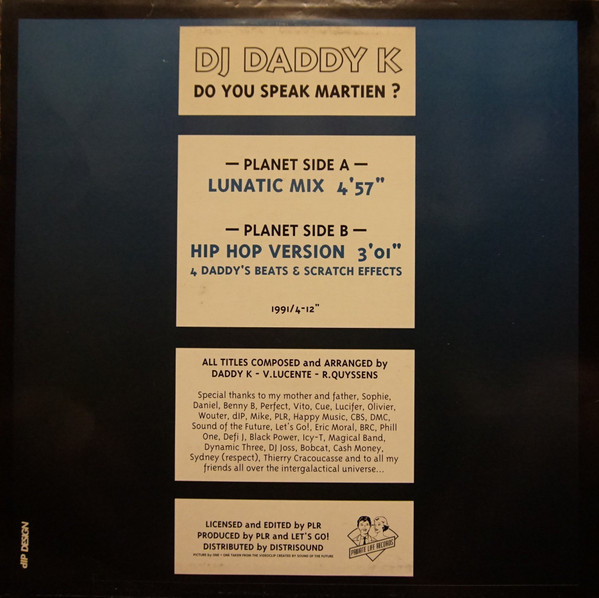 DJ DADDY K
DO YOU SPEAK MARTIEN ?
— PLANET SIDE A —
LUNATIC MIX 4'57"
— PLANET SIDE B —
HIP HOP VERSION 3'01"
4 DADDY'S BEATS & SCRATCH EFFECTS
1991/4-12"
ALL TITLES COMPOSED and ARRANGED by
DADDY K - V.LUCENTE - R.QUYSSENS
Special thanks to my mother and father, Sophie,
Daniel, Benny B, Perfect, Vito, Cue, Lucifer, Olivier,
Wouter, dIP, Mike, PLR, Happy Music, CBS, DMC,
Sound of the Future, Let's Go!, Eric Moral, BRC, Phill
One, Defi J, Black Power, Icy-T, Magical Band,
Dynamic Three, DJ Joss, Bobcat, Cash Money,
Sydney (respect), Thierry Cracoucasse and to all my
friends all over the intergalactical universe...
LICENSED and EDITED by PLR
PRODUCED by PLR and LET'S GO!
DISTRIBUTED by DISTRISOUND
PRIVATE LIFE RECORDS
dIP DESIGN